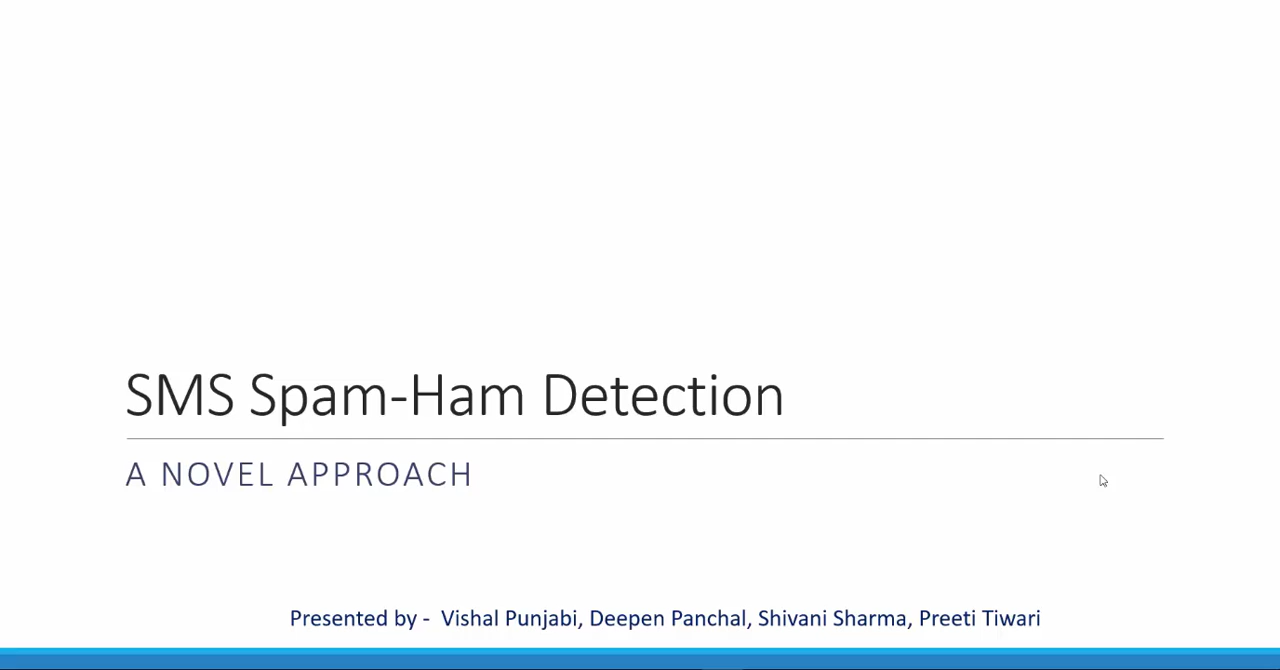 SMS Spam-Ham Detection
A NOVEL APPROACH
Presented by - Vishal Punjabi, Deepen Panchal, Shivani Sharma, Preeti Tiwari